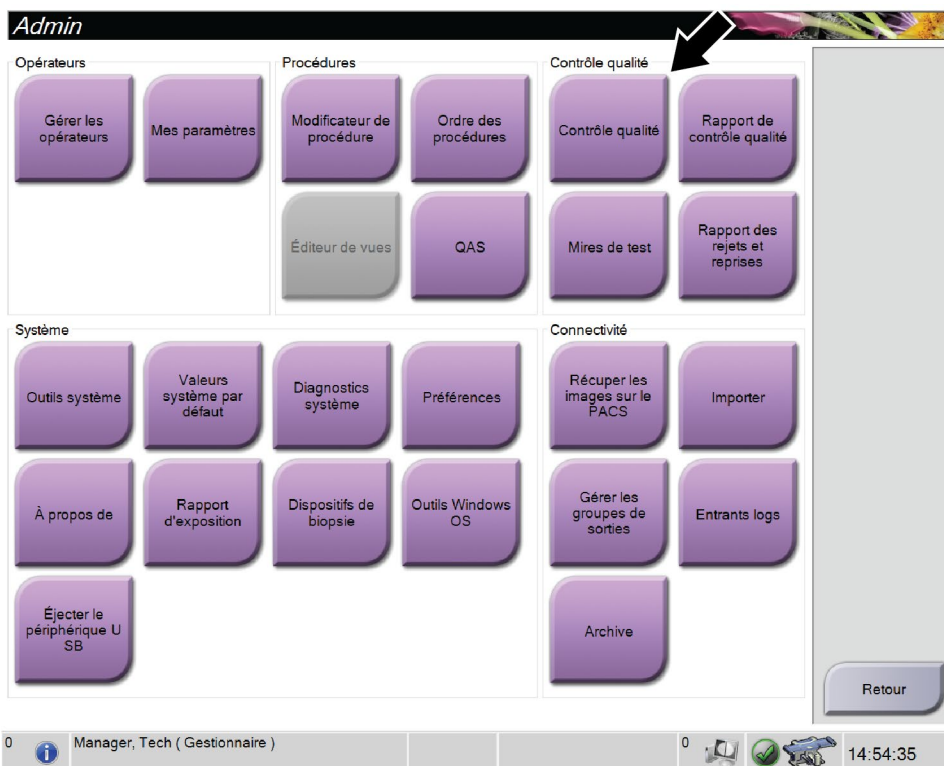 Admin
Opérateurs
Gérer les
opérateurs
Mes paramètres
Procédures
Modificateur de
procédure
Ordre des
procédures
Éditeur de vues
QAS
Contrôle qualité
Contrôle qualité
Rapport de
contrôle qualité
Mires de test
Rapport des
rejets et
reprises
Système
Outils système
Valeurs
système par
défaut
Diagnostics
système
Préférences
À propos de
Rapport
d'exposition
Dispositifs de
biopsie
Outils Windows
OS
Éjecter le
périphérique U
SB
Connectivité
Récuper les
images sur le
PACS
Importer
Gérer les
groupes de
sorties
Entrants logs
Archive
Retour
0
Manager, Tech ( Gestionnaire )
0
14:54:35